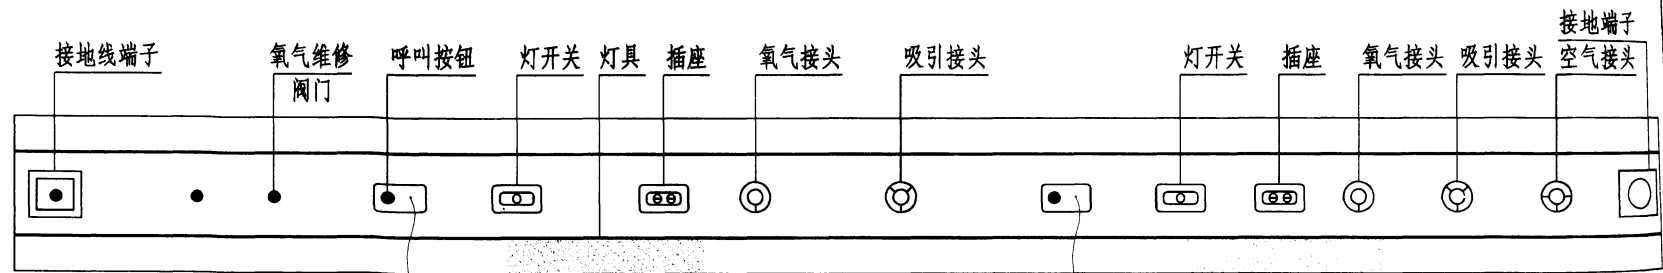 接地线端子
氧气维修
阀门
呼叫按钮
灯开关
灯具
插座
氧气接头
吸引接头
灯开关
插座
氧气接头
吸引接头
接地端子
空气接头